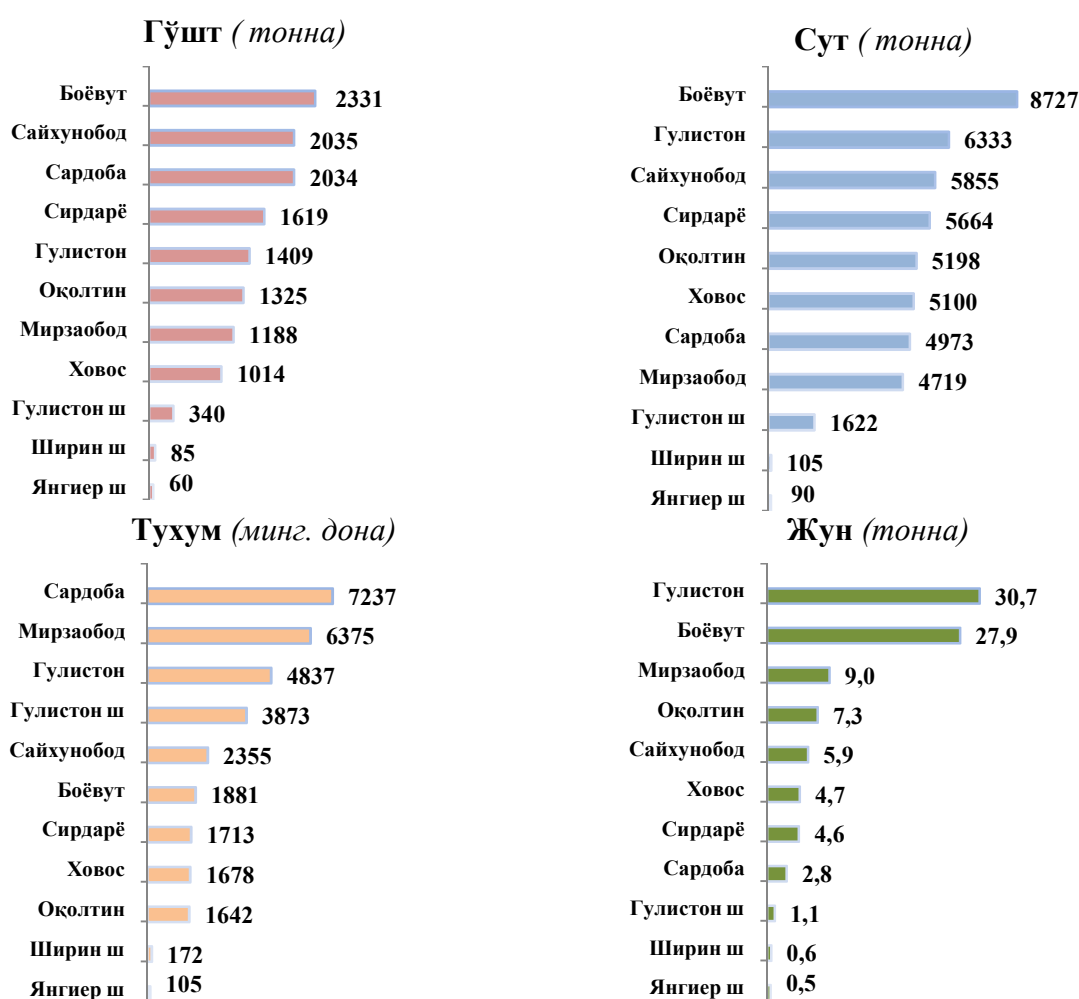 Гўшт ( тонна)
Боёвут 2331
Сайхунобод 2035
Сардоба 2034
Сирдарё 1619
Гулистон 1409
Оқолтин 1325
Мирзаобод 1188
Ховос 1014
Гулистон ш 340
Ширин ш 85
Янгиер ш 60
Сут ( тонна)
Боёвут 8727
Гулистон 6333
Сайхунобод 5855
Сирдарё 5664
Оқолтин 5198
Ховос 5100
Сардоба 4973
Мирзаобод 4719
Гулистон ш 1622
Ширин ш 105
Янгиер ш 90
Тухум (минг. дона)
Сардоба 7237
Мирзаобод 6375
Гулистон 4837
Гулистон ш 3873
Сайхунобод 2355
Боёвут 1881
Сирдарё 1713
Ховос 1678
Оқолтин 1642
Ширин ш 172
Янгиер ш 105
Жун (тонна)
Гулистон 30,7
Боёвут 27,9
Мирзаобод 9,0
Оқолтин 7,3
Сайхунобод 5,9
Ховос 4,7
Сирдарё 4,6
Сардоба 2,8
Гулистон ш 1,1
Ширин ш 0,6
Янгиер ш 0,5